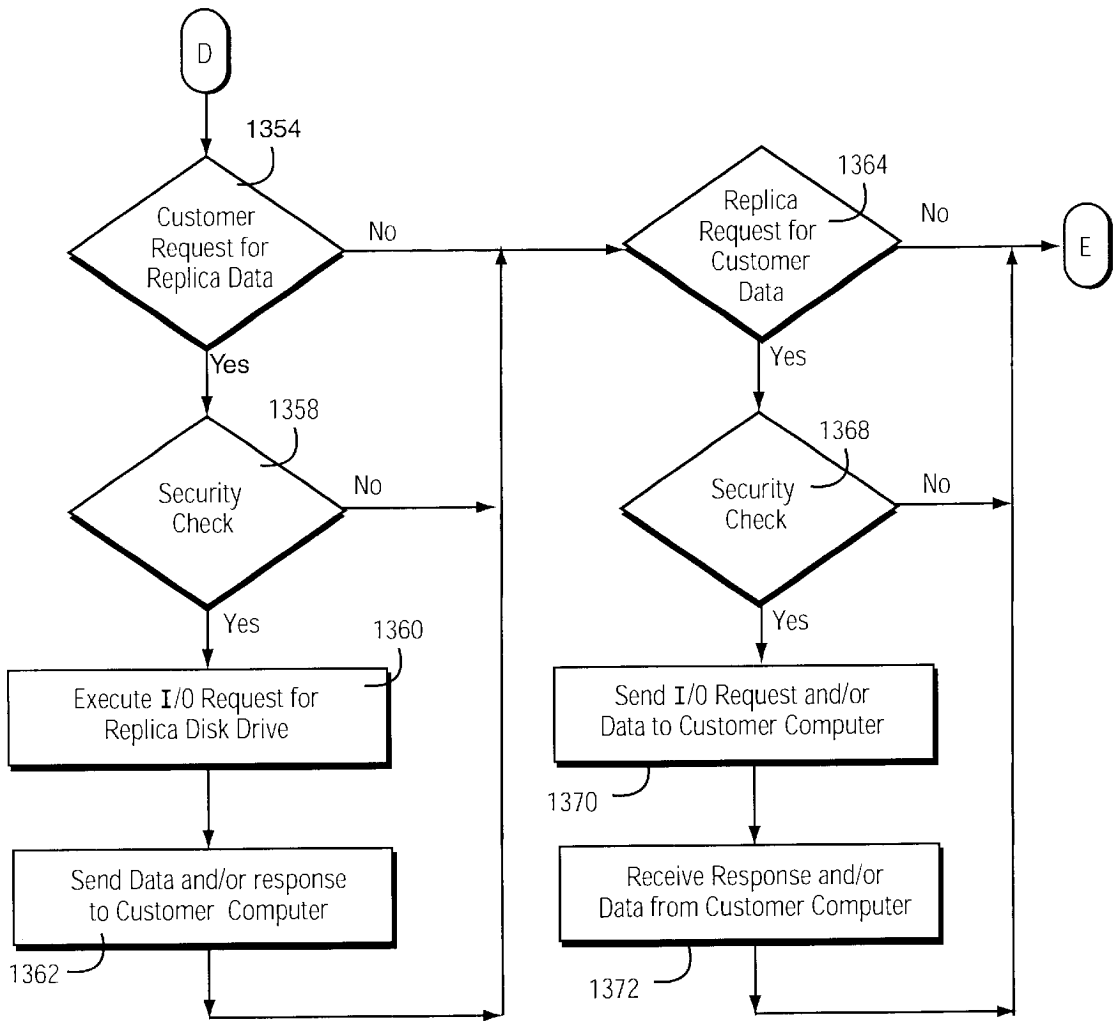 D
1354
Customer
Request for
Replica Data
No
Yes
1358
Security
Check
No
Yes
1360
Execute I/O Request for
Replica Disk Drive
Send Data and/or response
to Customer Computer
1362
1364
Replica
Request for
Customer
Data
No
E
Yes
1368
Security
Check
No
Yes
Send I/O Request and/or
Data to Customer Computer
1370
Receive Response and/or
Data from Customer Computer
1372